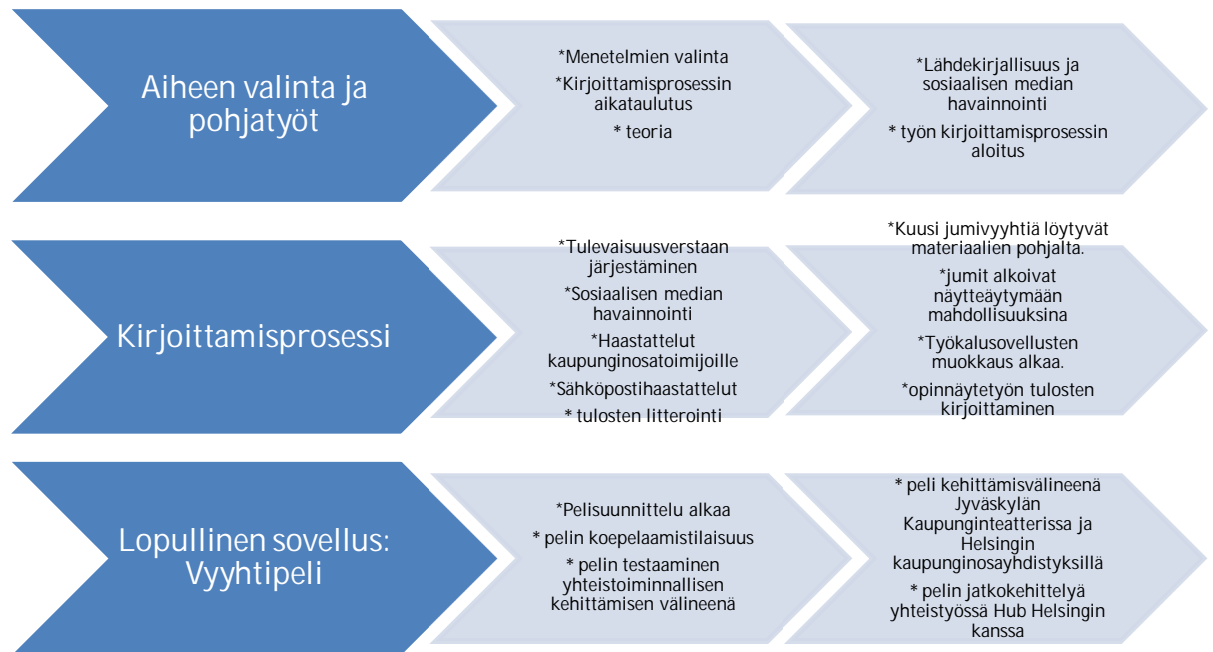 Aiheen valinta ja
pohjatyöt
*Menetelmien valinta
*Kirjoittamisprosessin
aikataulutus
* teoria
*Lähdekirjallisuus ja
sosiaalisen median
havainnointi
* työn kirjoittamisprosessin
aloitus
Kirjoittamisprosessi
*Tulevaisuusverstaan
järjestäminen
*Sosiaalisen median
havainnointi
*Haastattelut
kaupunginosatoimijoille
*Sähköpostihaastattelut
* tulosten litterointi
*Kuusi jumivyyhtiä löytyvät
materiaalien pohjalta.
*jumit alkoivat
näytteäytymään
mahdollisuuksina
*Työkalusovellusten
muokkaus alkaa.
*opinnäytetyön tulosten
kirjoittaminen
Lopullinen sovellus:
Vyyhtipeli
*Pelisuunnittelu alkaa
* pelin koepelaamistilaisuus
* pelin testaaminen
yhteistoiminnallisen
kehittämisen välineenä
* peli kehittämisvälineenä
Jyväskylän
Kaupunginteatterissa ja
Helsingin
kaupunginosayhdistyksillä
* pelin jatkokehittelyä
yhteistyössä Hub Helsingin
kanssa